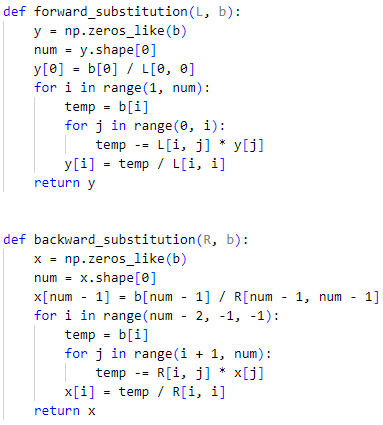 def forward_substitution(L, b):
    y = np.zeros_like(b)
    num = y.shape[0]
    y[0] = b[0] / L[0, 0]
    for i in range(1, num):
        temp = b[i]
        for j in range(0, i):
            temp -= L[i, j] * y[j]
        y[i] = temp / L[i, i]
    return y
def backward_substitution(R, b):
    x = np.zeros_like(b)
    num = x.shape[0]
    x[num - 1] = b[num - 1] / R[num - 1, num - 1]
    for i in range(num - 2, -1, -1):
        temp = b[i]
        for j in range(i + 1, num):
            temp -= R[i, j] * x[j]
        x[i] = temp / R[i, i]
    return x